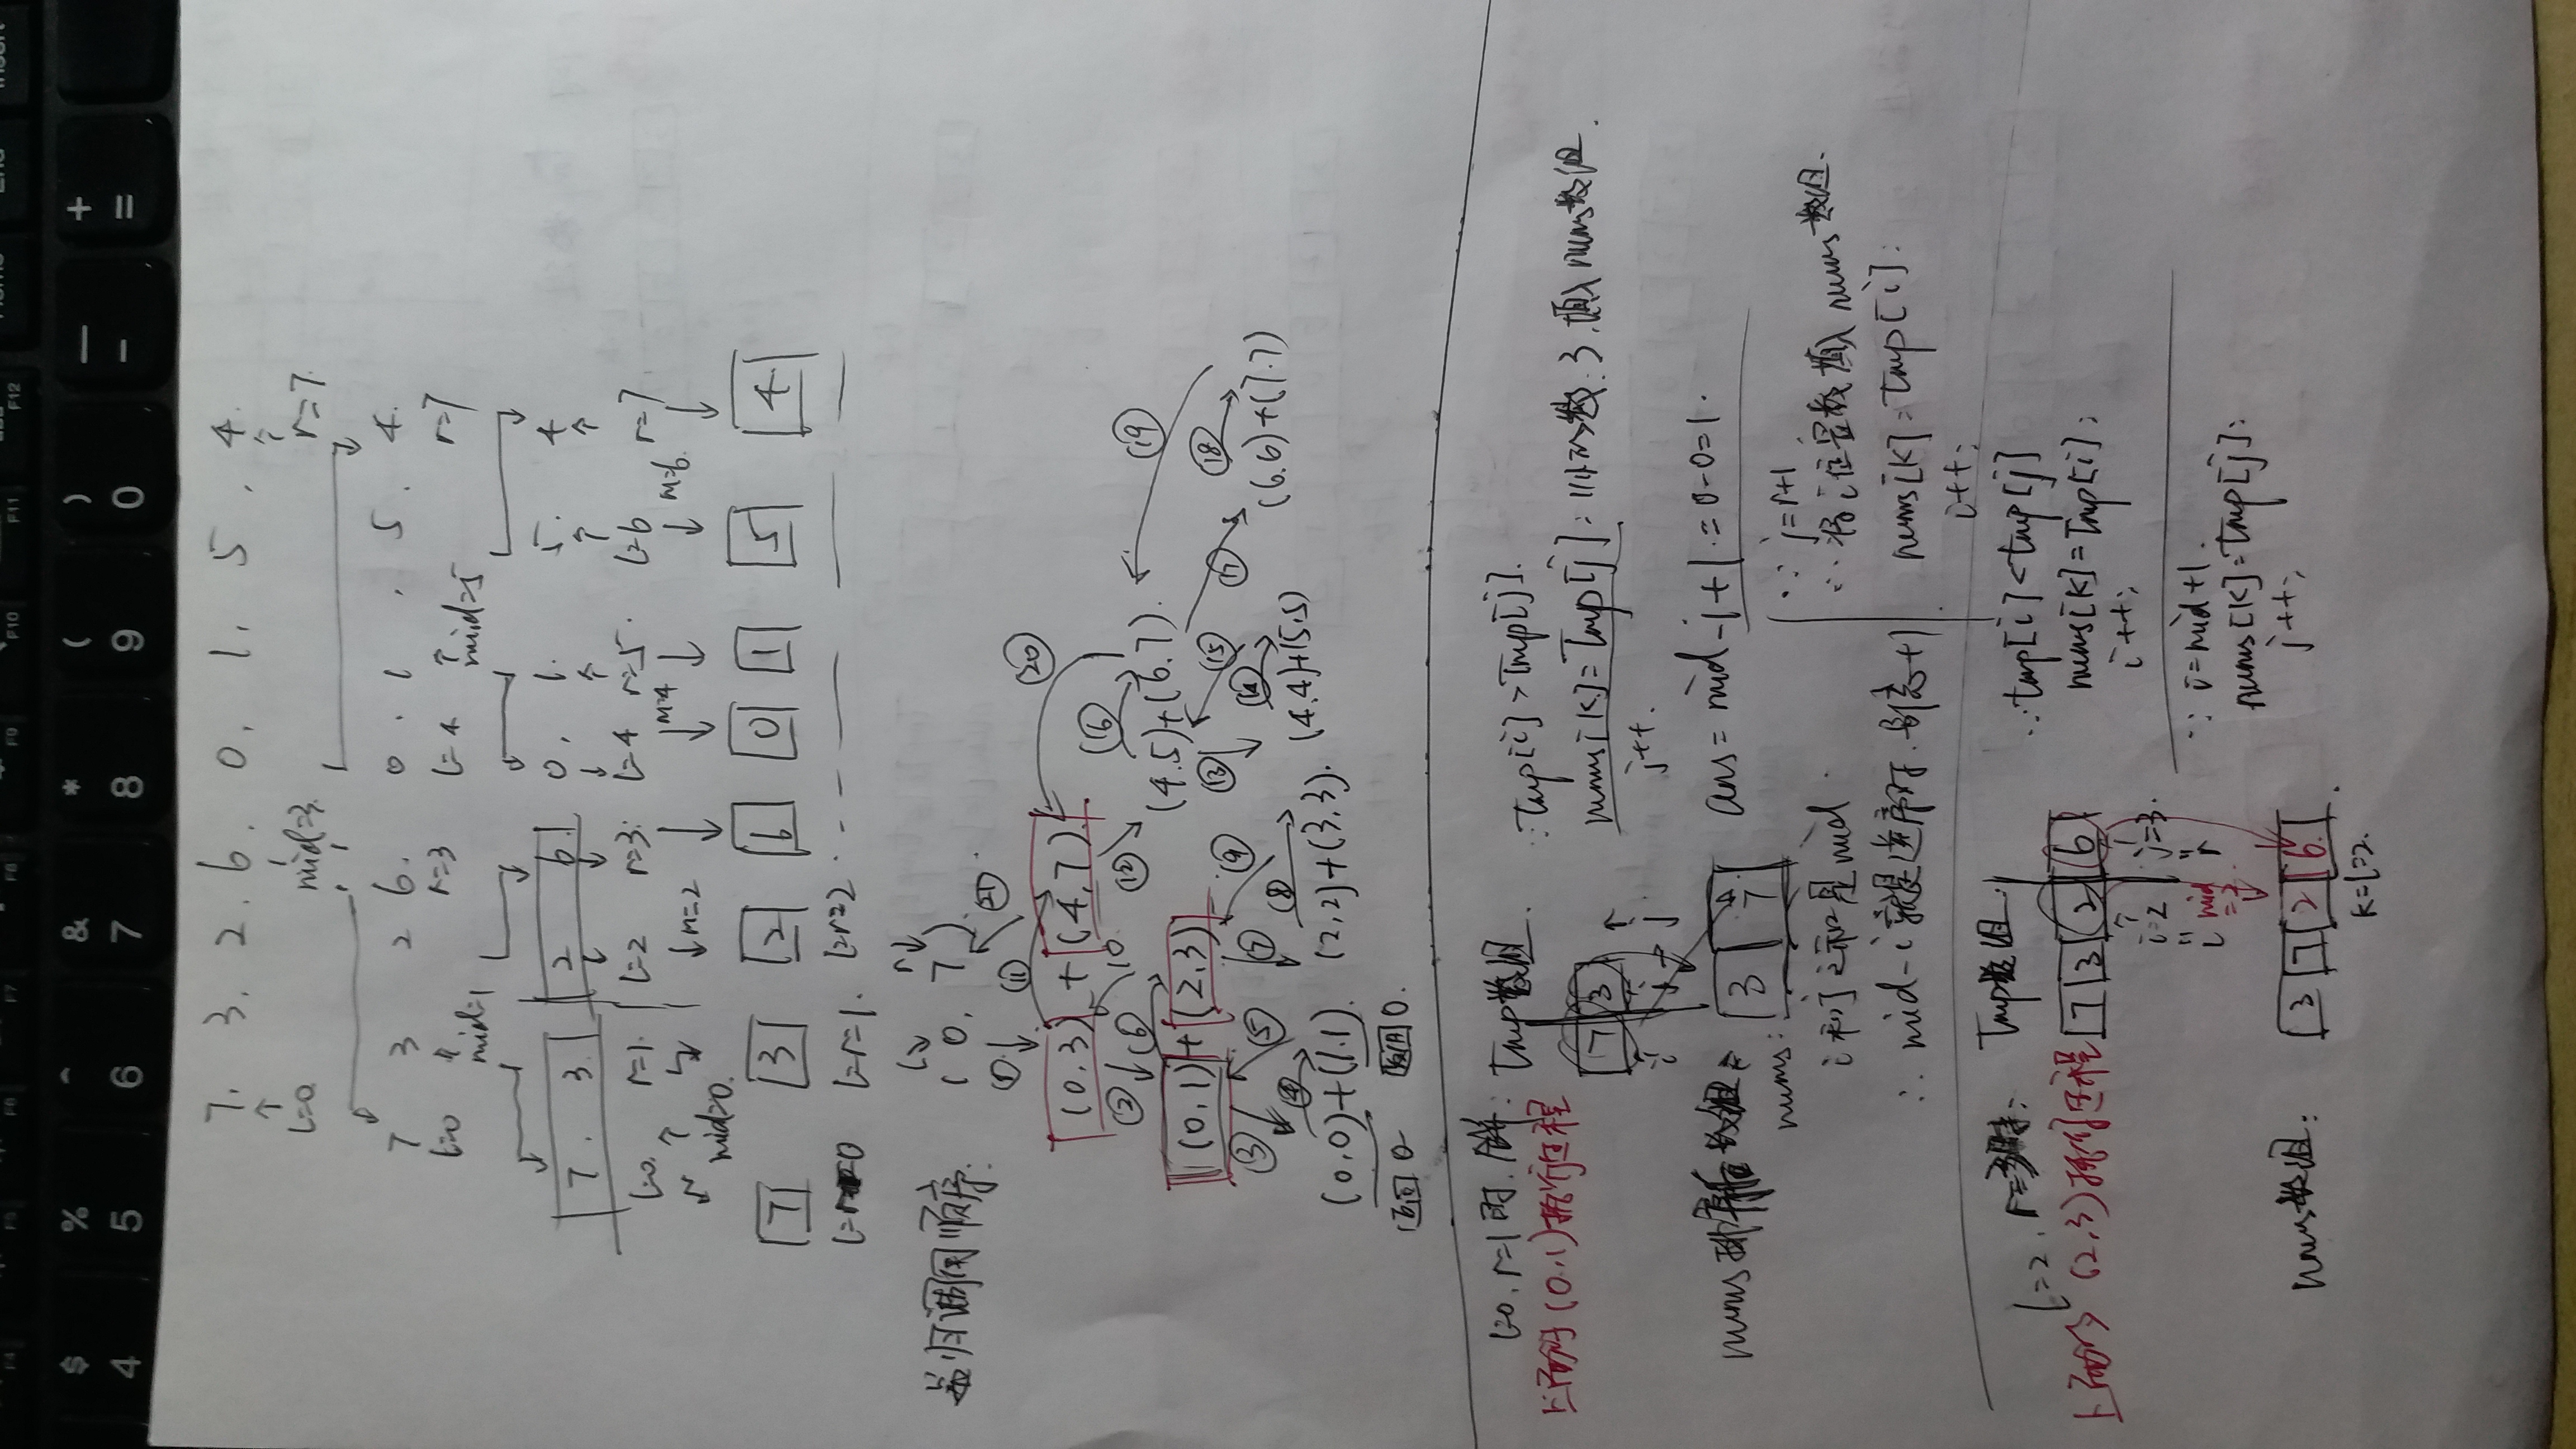 F4 F5 F6 F7 F8 F9 F10 F11 F12 Home End Insert
$ % ^ & * ( ) — +
4 5 6 7 8 9 0 - =
7. 3. 2. 6. 0. 1. 5. 4.
l=0 mid=3 r=7
7 3 2 6. 0. 1. 5. 4.
l=0 mid=1 r=3 l=4 mid=5 r=7
7. 3. 2 6. 0. 1. 5. 4
l=0. r=1. l=2 r=3. l=4 r=5. l=6 r=7
mid=0. m=2 m=4 m=6
7 3 2 6 0 1 5 4
l=r=0 l=r=1. l=r=2
l r
归调用顺序: (0, 7)
① ⑪ ㉑
(0,3) + (4,7) ⑳
② ⑥ 10 ⑫ ⑯ ⑲
(0,1)+(2,3) (4,5)+(6,7).
③ ⑤ ⑦ ⑨ ⑬ ⑮ ⑰ ⑱
④ ⑧ ⑭ (6,6)+(7,7)
(0,0)+(1,1). (2,2)+(3,3). (4,4)+(5,5)
返回0 返回0.
l=0, r=1时. : tmp数组. ∵tmp[i]>tmp[j].
上面的(0,1)执行过程
7 3 nums[k]=tmp[j]; 小的数:3,填入nums数组.
i j j j++.
nums排序后数组: ans=mid-i+1.=0-0=1.
nums: 3 7
i和j之和是mid ∵j=r+1
∴将i位置数填入nums数组.
∴mid-i就是逆序对.别忘+1 nums[k]=tmp[i];
i++;
l=2, r=3时: tmp数组. ∵tmp[i]<tmp[j]
上面的(2,3)执行过程 7 3 2 6 nums[k]=tmp[i];
i=2 j=3. i++;
l mid r ∵i=mid+1.
=2 nums[k]=tmp[j];
nums数组: 3 7 2 6. j++;
k=l=2.